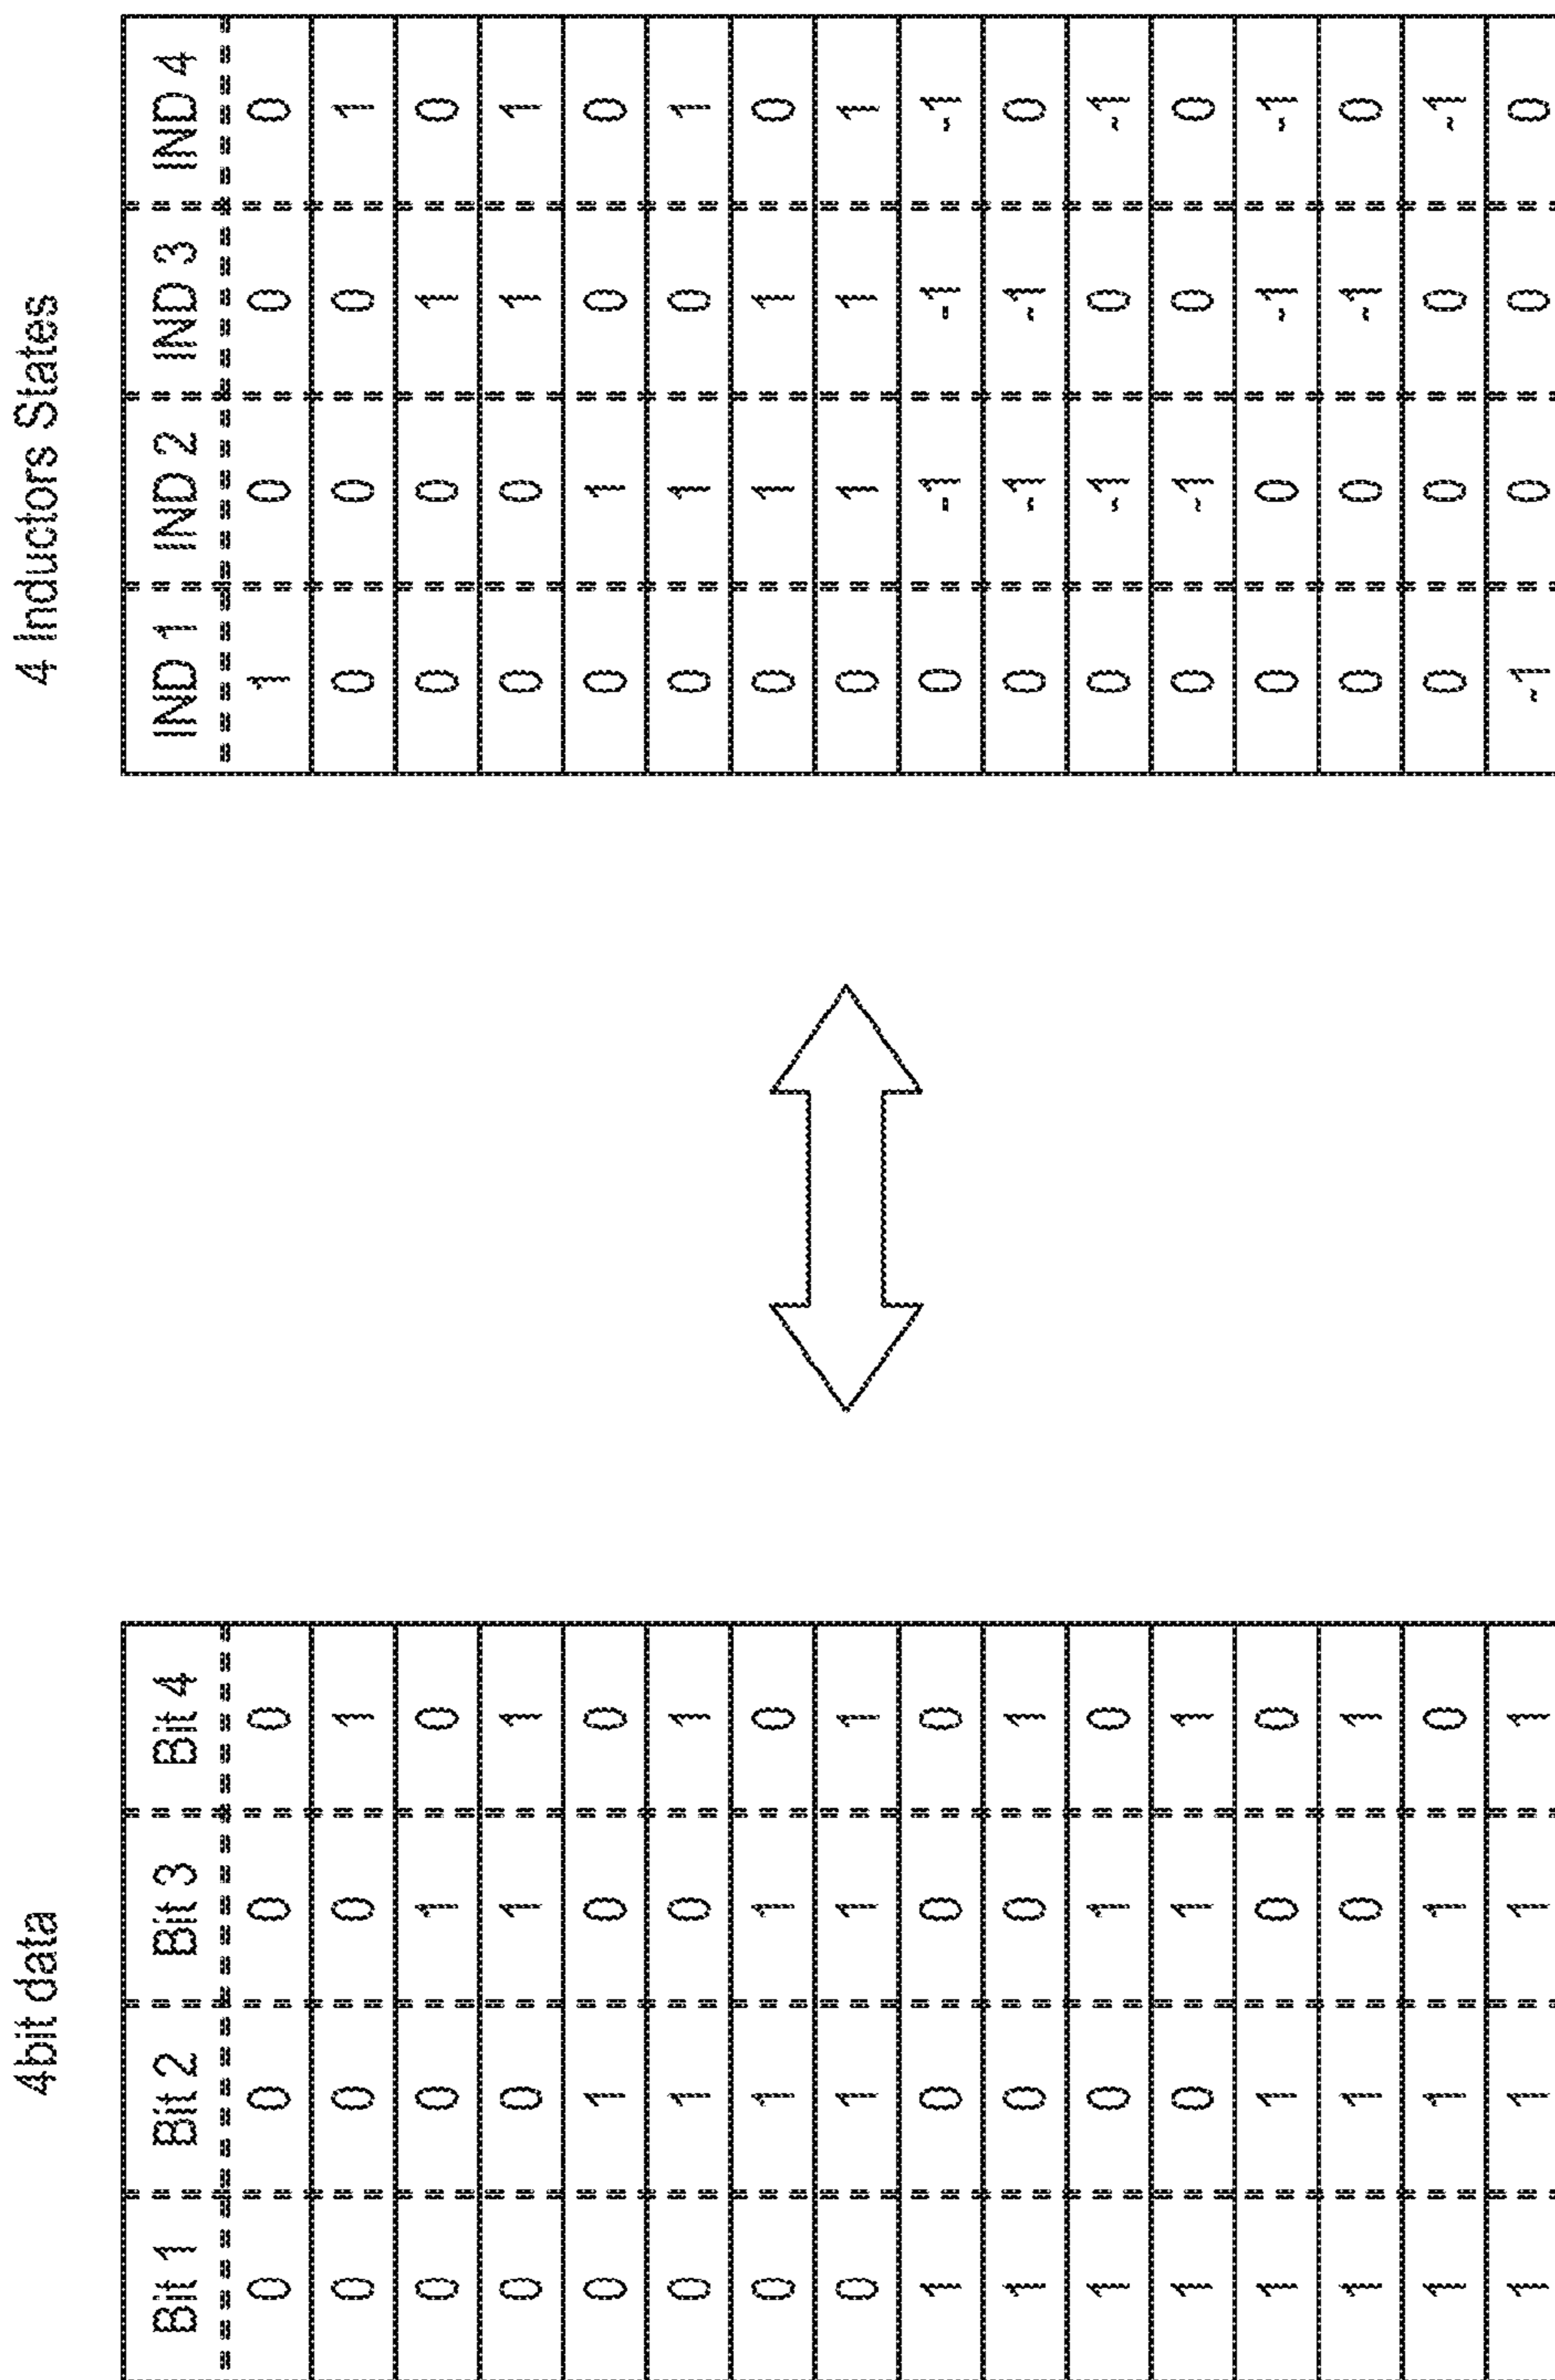 4bit data
Bit 1 Bit 2 Bit 3 Bit 4
0 0 0 0
0 0 0 1
0 0 1 0
0 0 1 1
0 1 0 0
0 1 0 1
0 1 1 0
0 1 1 1
1 0 0 0
1 0 0 1
1 0 1 0
1 0 1 1
1 1 0 0
1 1 0 1
1 1 1 0
1 1 1 1
4 Inductors States
IND 1 IND 2 IND 3 IND 4
1 0 0 0
0 0 0 1
0 0 1 0
0 0 1 1
0 1 0 0
0 1 0 1
0 1 1 0
0 1 1 1
0 -1 -1 -1
0 -1 -1 0
0 -1 0 -1
0 -1 0 0
0 0 -1 -1
0 0 -1 0
0 0 0 -1
-1 0 0 0